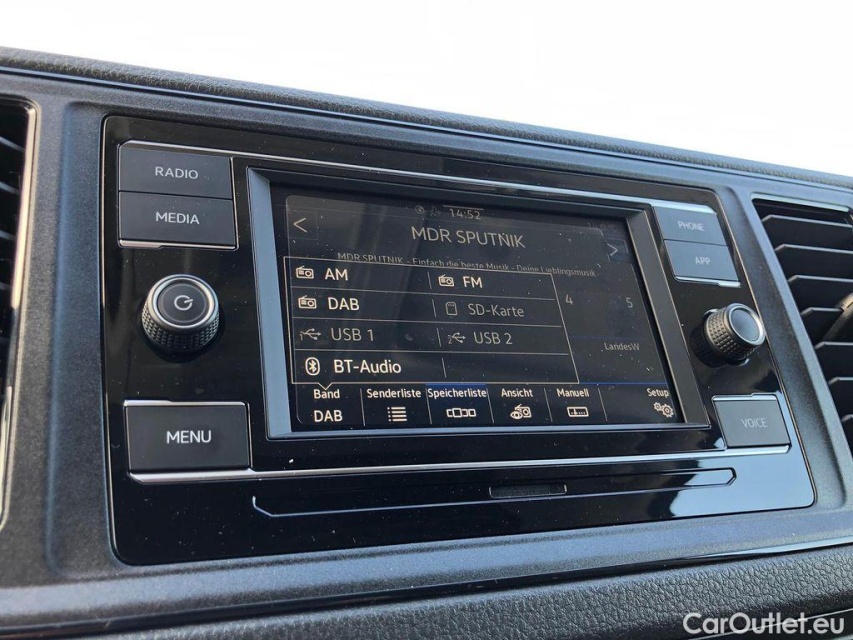 RADIO
MEDIA
MENU
14:52
< MDR SPUTNIK >
MDR SPUTNIK - Einfach die beste Musik - Deine Lieblingsmusik
AM FM
DAB SD-Karte 4 5
USB 1 USB 2
LandesW
BT-Audio
Band Senderliste Speicherliste Ansicht Manuell Setup
DAB
PHONE
APP
VOICE
CarOutlet.eu